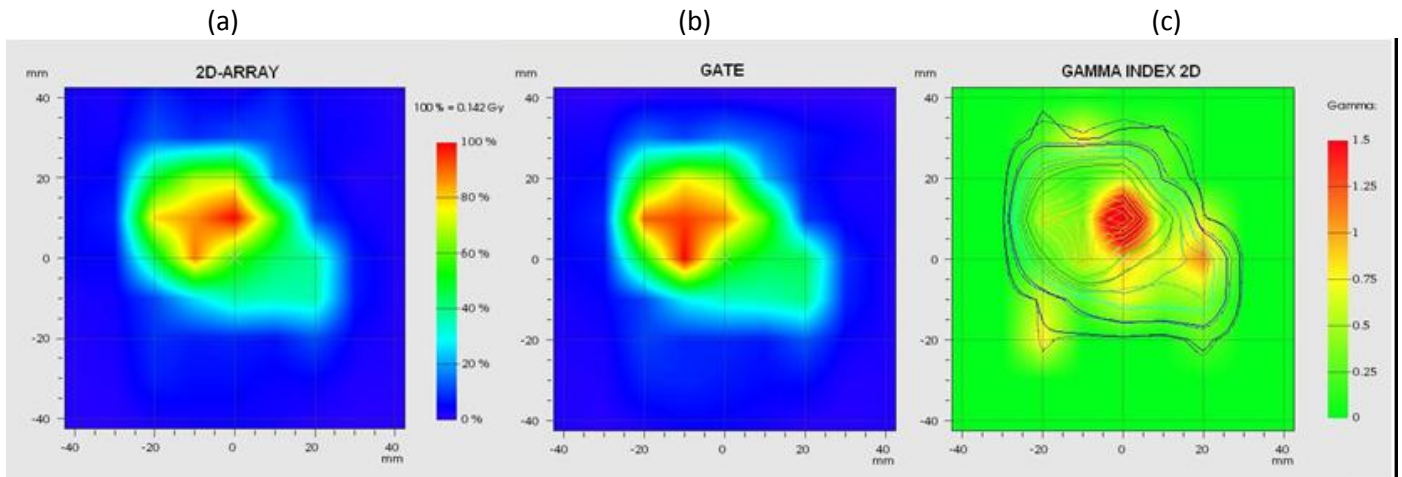 (a) (b) (c)
2D-ARRAY GATE GAMMA INDEX 2D
mm mm mm
40 40 40
100 % = 0.142 Gy Gamma:
100 % 1.5
20 20 20
80 % 1.25
60 % 1
0 0 0
40 % 0.75
0.5
-20 -20 -20
20 % 0.25
0 % 0
-40 -40 -40
-40 -20 0 20 40 -40 -20 0 20 40 -40 -20 0 20 40
mm mm mm